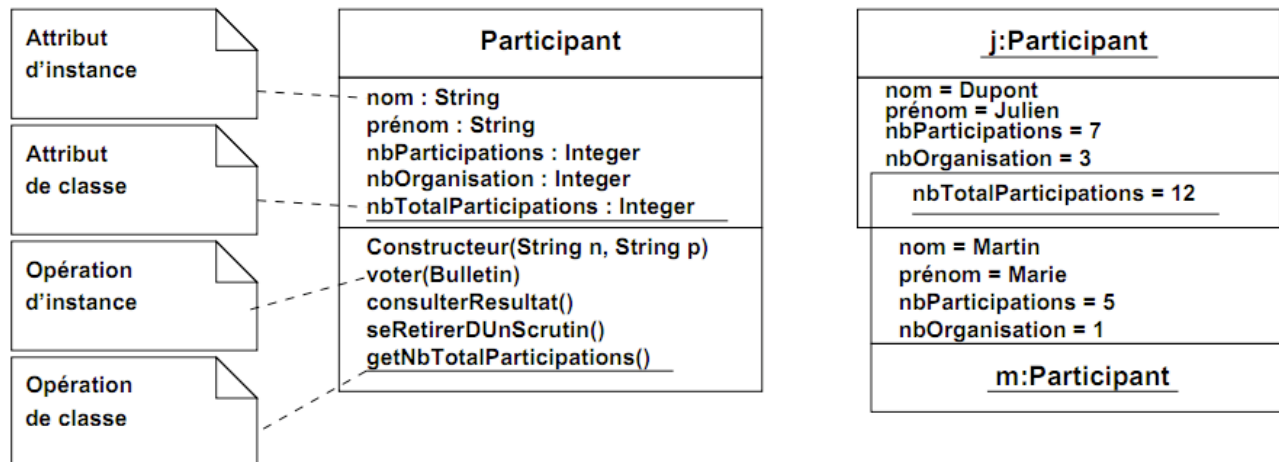 Attribut
d'instance
Attribut
de classe
Opération
d'instance
Opération
de classe
Participant
nom : String
prénom : String
nbParticipations : Integer
nbOrganisation : Integer
nbTotalParticipations : Integer
Constructeur(String n, String p)
voter(Bulletin)
consulterResultat()
seRetirerDUnScrutin()
getNbTotalParticipations()
j:Participant
nom = Dupont
prénom = Julien
nbParticipations = 7
nbOrganisation = 3
nbTotalParticipations = 12
nom = Martin
prénom = Marie
nbParticipations = 5
nbOrganisation = 1
m:Participant